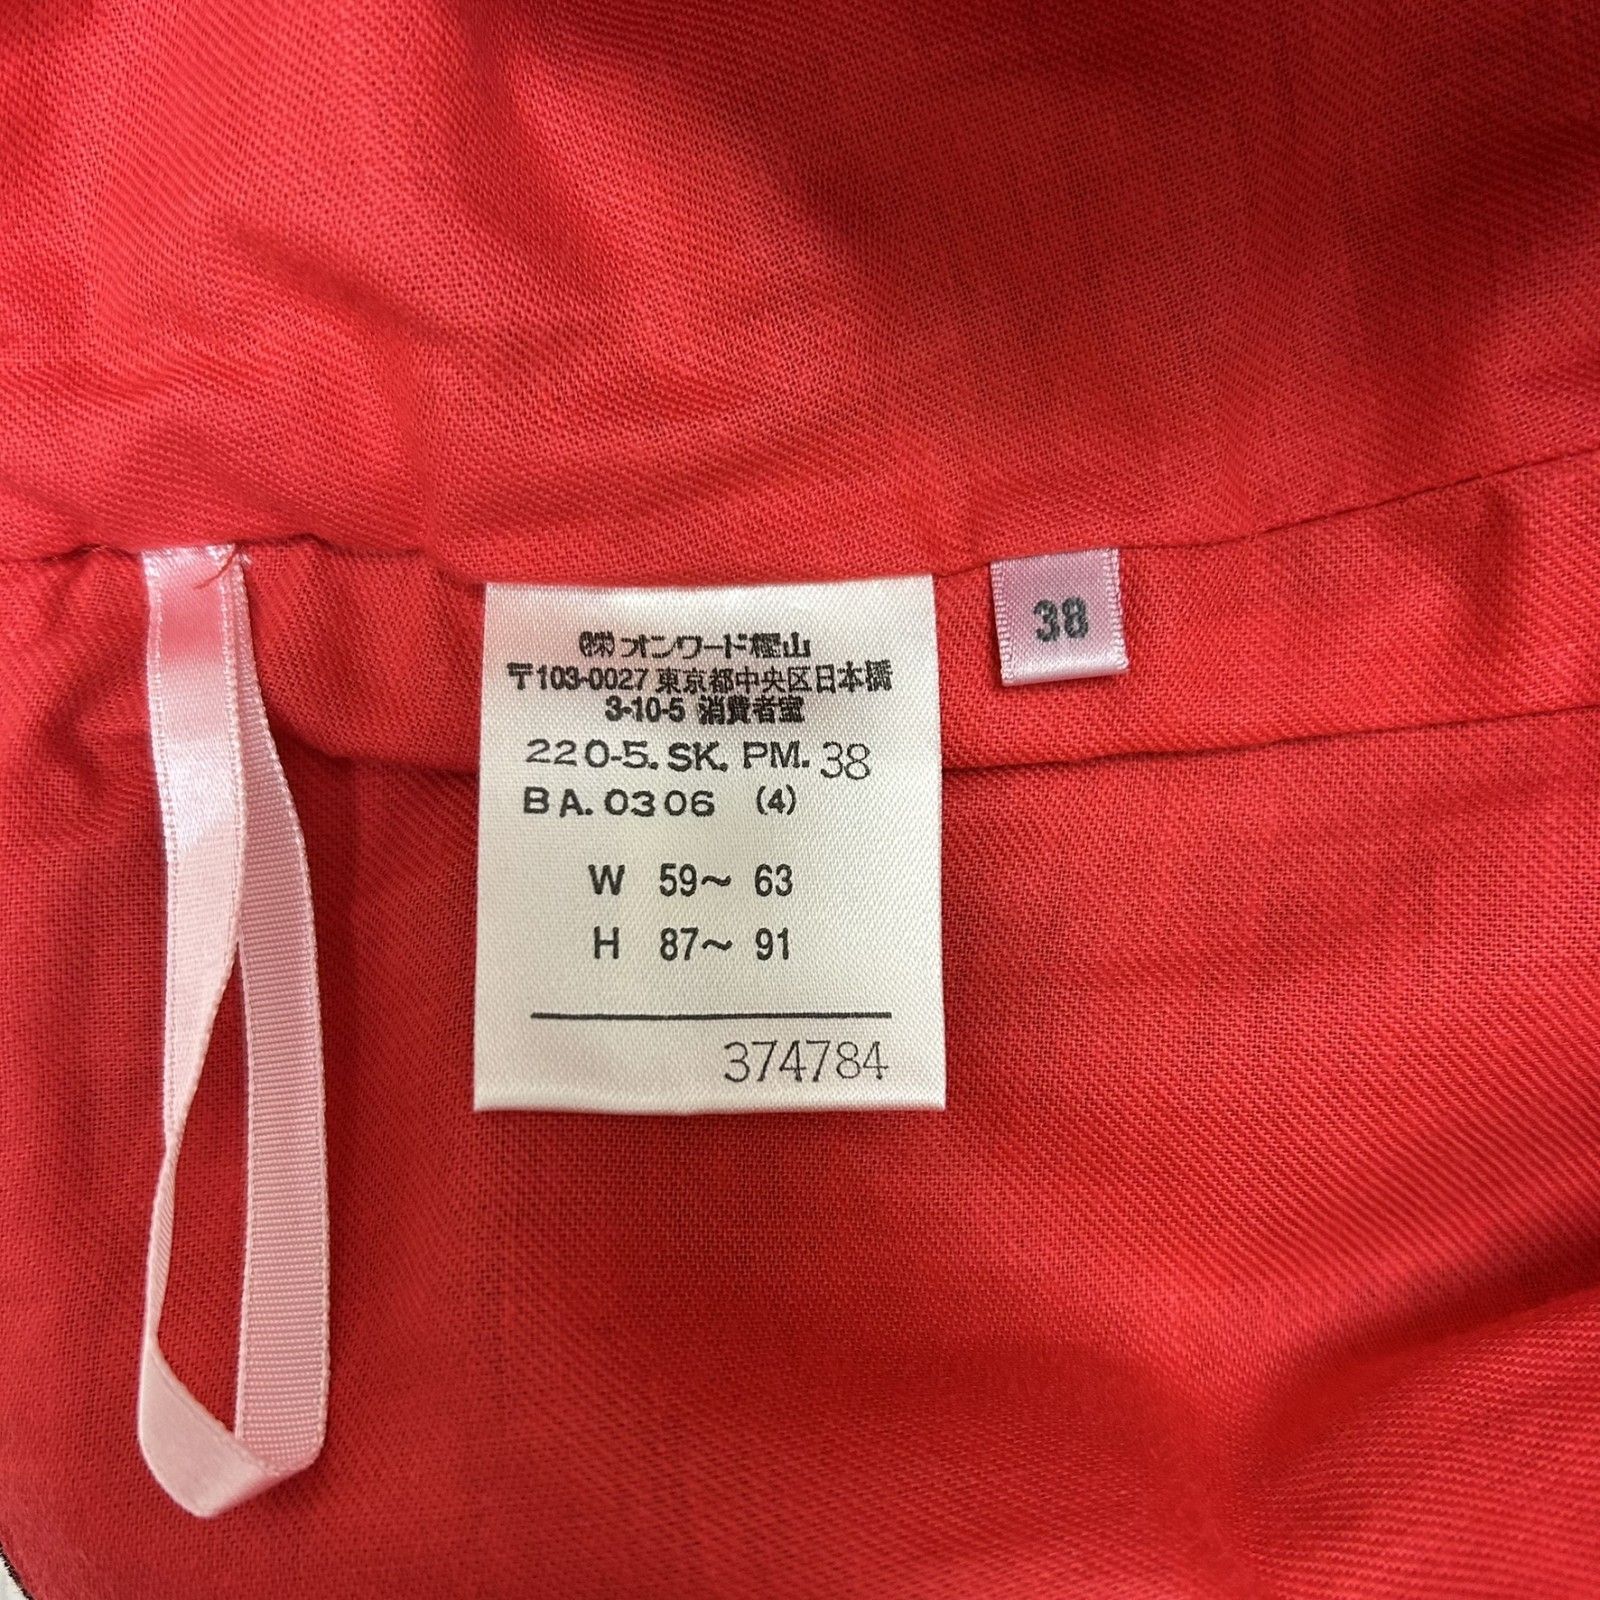 ㈱オンワード樫山
〒103-0027 東京都中央区日本橋
3-10-5 消費者室
220-5. SK. PM. 38
BA. 0306 (4)
W 59～ 63
H 87～ 91
374784
38